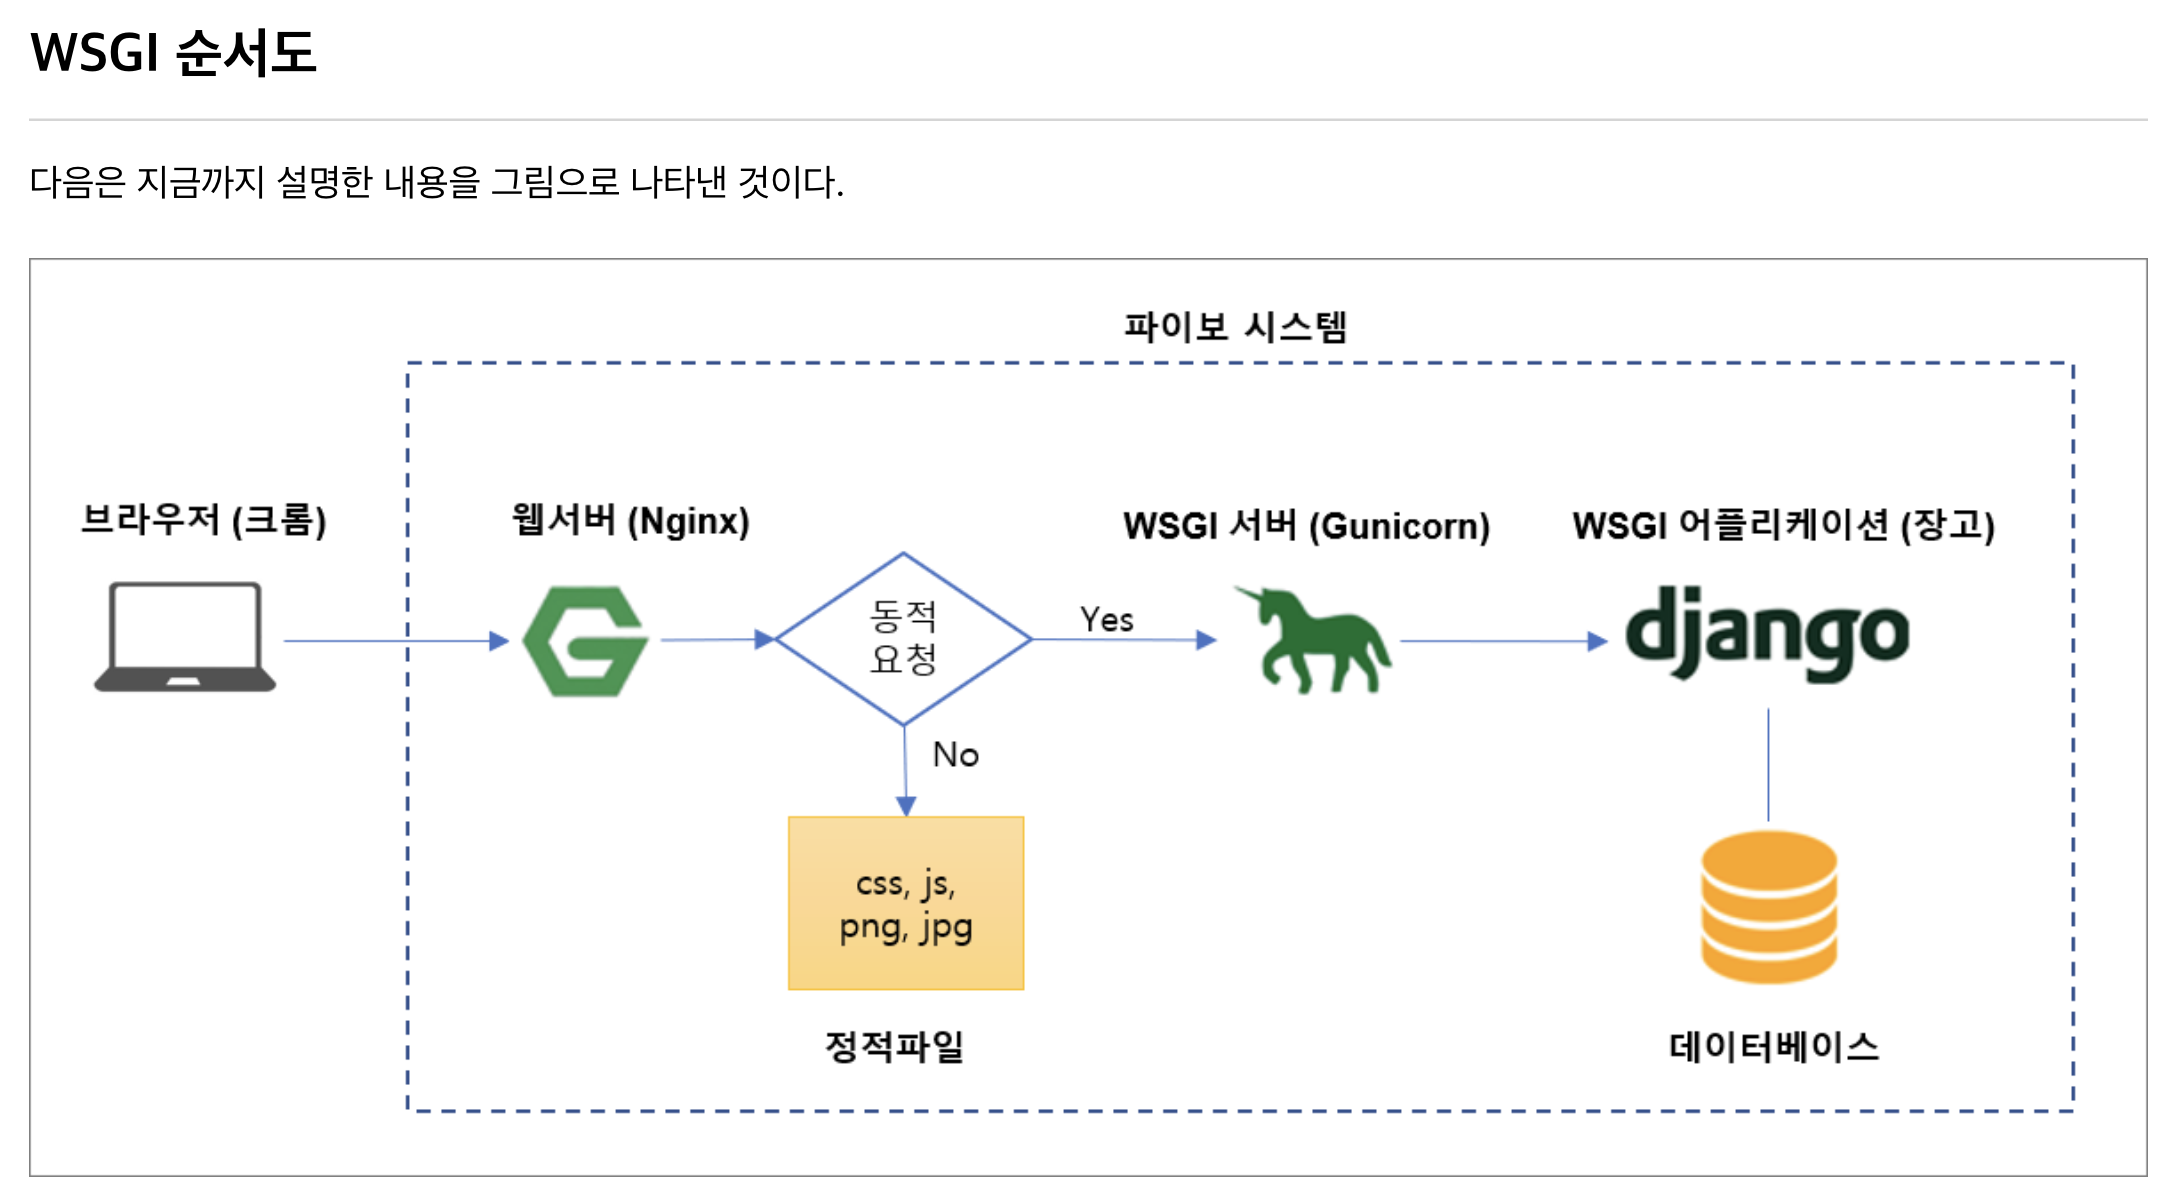 WSGI 순서도
다음은 지금까지 설명한 내용을 그림으로 나타낸 것이다.
파이보 시스템
브라우저 (크롬)
웹서버 (Nginx)
WSGI 서버 (Gunicorn)
WSGI 어플리케이션 (장고)
동적
요청
Yes
django
No
css, js,
png, jpg
정적파일
데이터베이스